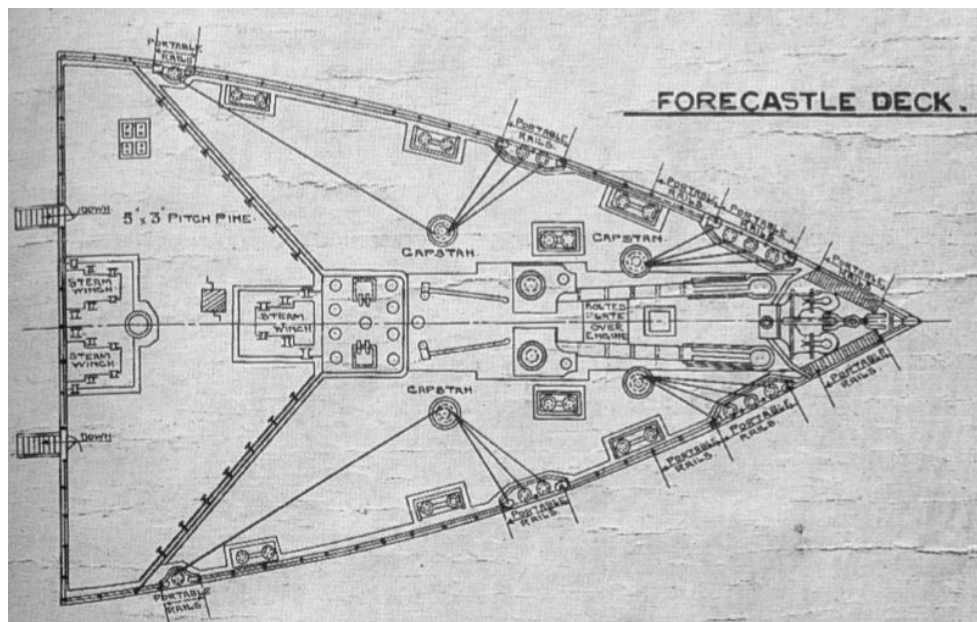 FORECASTLE DECK.
PORTABLE
RAILS.
PORTABLE
RAILS.
PORTABLE
RAILS.
PORTABLE
RAILS.
PORTABLE
RAILS.
DOWN
5" x 3" PITCH PINE.
CAPSTAN
CAPSTAN.
STEAM
WINCH.
STEAM
WINCH
STEAM
WINCH
BOLTED
PLATE
OVER
ENGINE
CAPSTAN
DOWN
PORTABLE
RAILS.
PORTABLE
RAILS.
PORTABLE
RAILS.
PORTABLE
RAILS.
PORTABLE
RAILS.